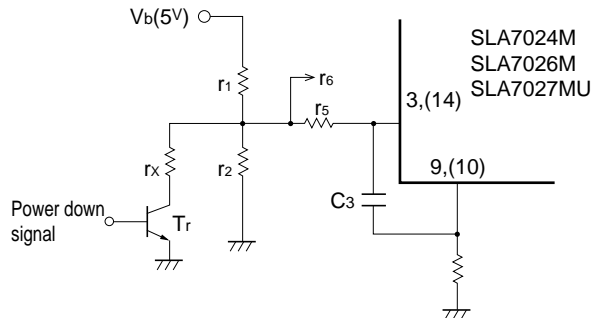 Vb(5V)
SLA7024M
SLA7026M
SLA7027MU
r6
r1
r5
3,(14)
9,(10)
rX
r2
C3
Power down
signal
Tr